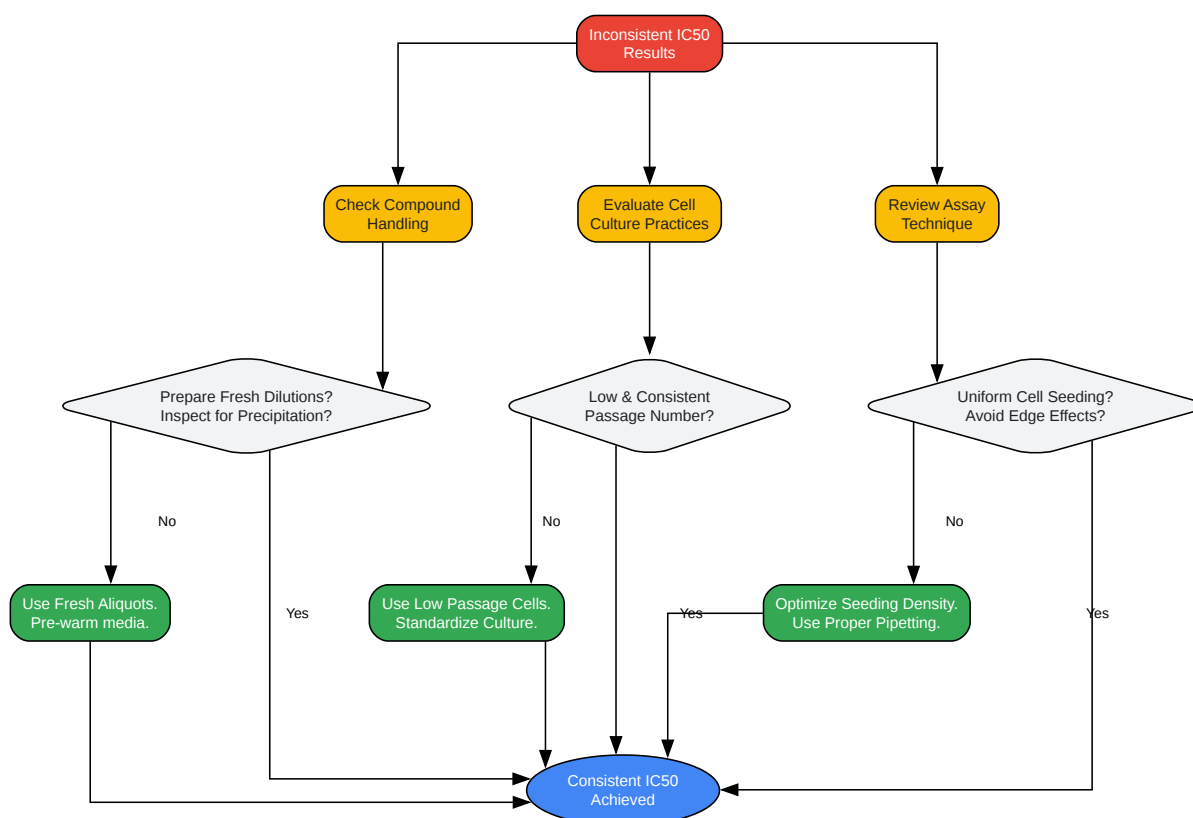 Inconsistent IC50
Results
Check Compound
Handling
Evaluate Cell
Culture Practices
Review Assay
Technique
Prepare Fresh Dilutions?
Inspect for Precipitation?
Low & Consistent
Passage Number?
Uniform Cell Seeding?
Avoid Edge Effects?
No
No
No
Use Fresh Aliquots.
Pre-warm media.
Yes
Use Low Passage Cells.
Standardize Culture.
Yes
Optimize Seeding Density.
Use Proper Pipetting.
Yes
Consistent IC50
Achieved